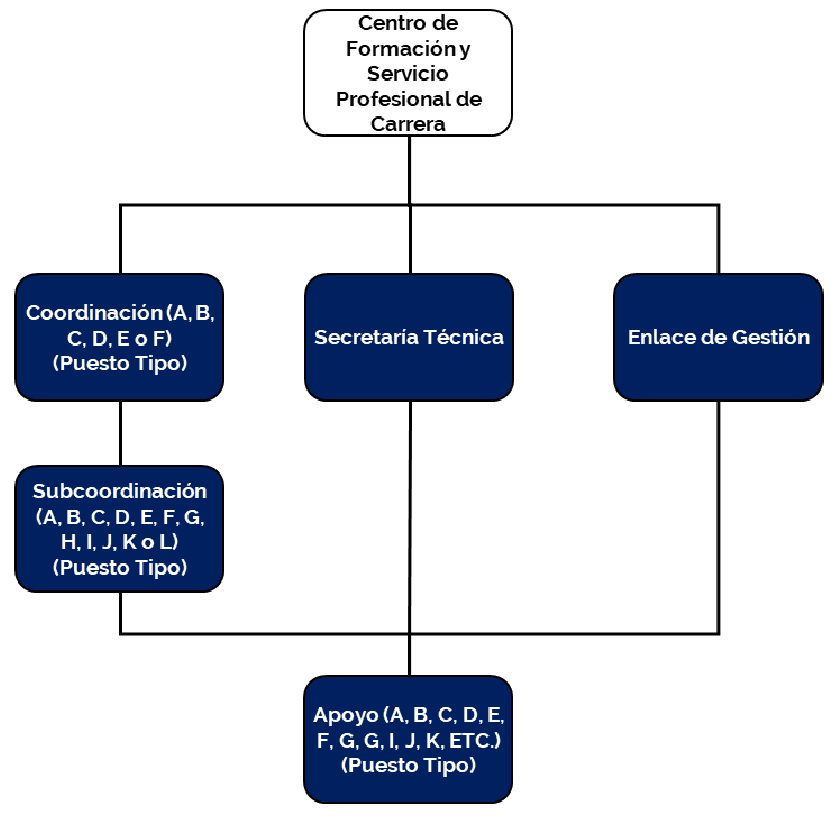 Centro de
Formación y
Servicio
Profesional de
Carrera
Coordinación (A, B,
C, D, E o F)
(Puesto Tipo)
Secretaría Técnica
Enlace de Gestión
Subcoordinación
(A, B, C, D, E, F, G,
H, I, J, K o L)
(Puesto Tipo)
Apoyo (A, B, C, D, E,
F, G, G, I, J, K, ETC.)
(Puesto Tipo)